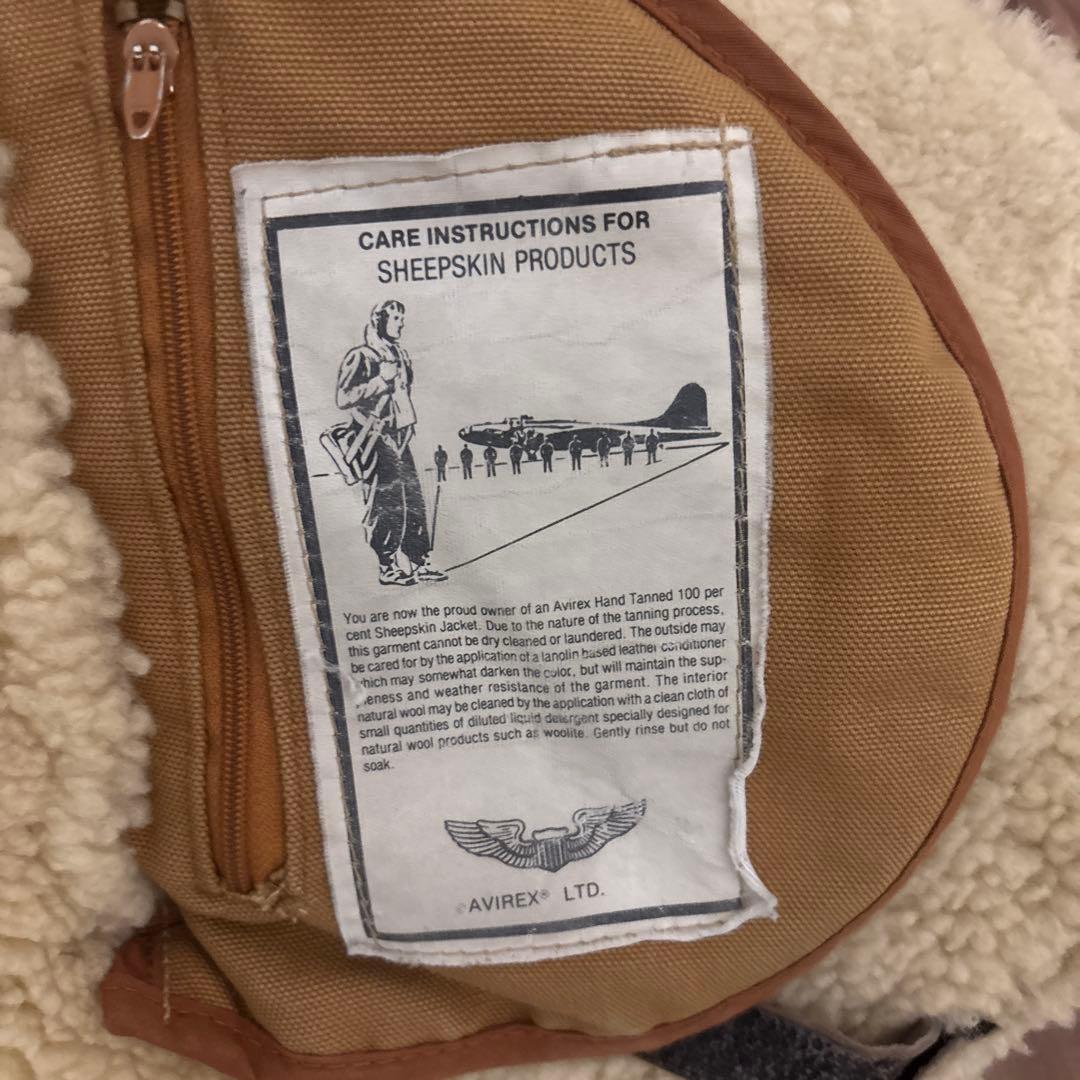 CARE INSTRUCTIONS FOR
SHEEPSKIN PRODUCTS
You are now the proud owner of an Avirex Hand Tanned 100 per
cent Sheepskin Jacket. Due to the nature of the tanning process,
this garment cannot be dry cleaned or laundered. The outside may
be cared for by the application of a lanolin based leather conditioner
which may somewhat darken the color, but will maintain the sup-
pleness and weather resistance of the garment. The interior
natural wool may be cleaned by the application with a clean cloth of
small quantities of diluted liquid detergent specially designed for
natural wool products such as woolite. Gently rinse but do not
soak.
AVIREX® LTD.